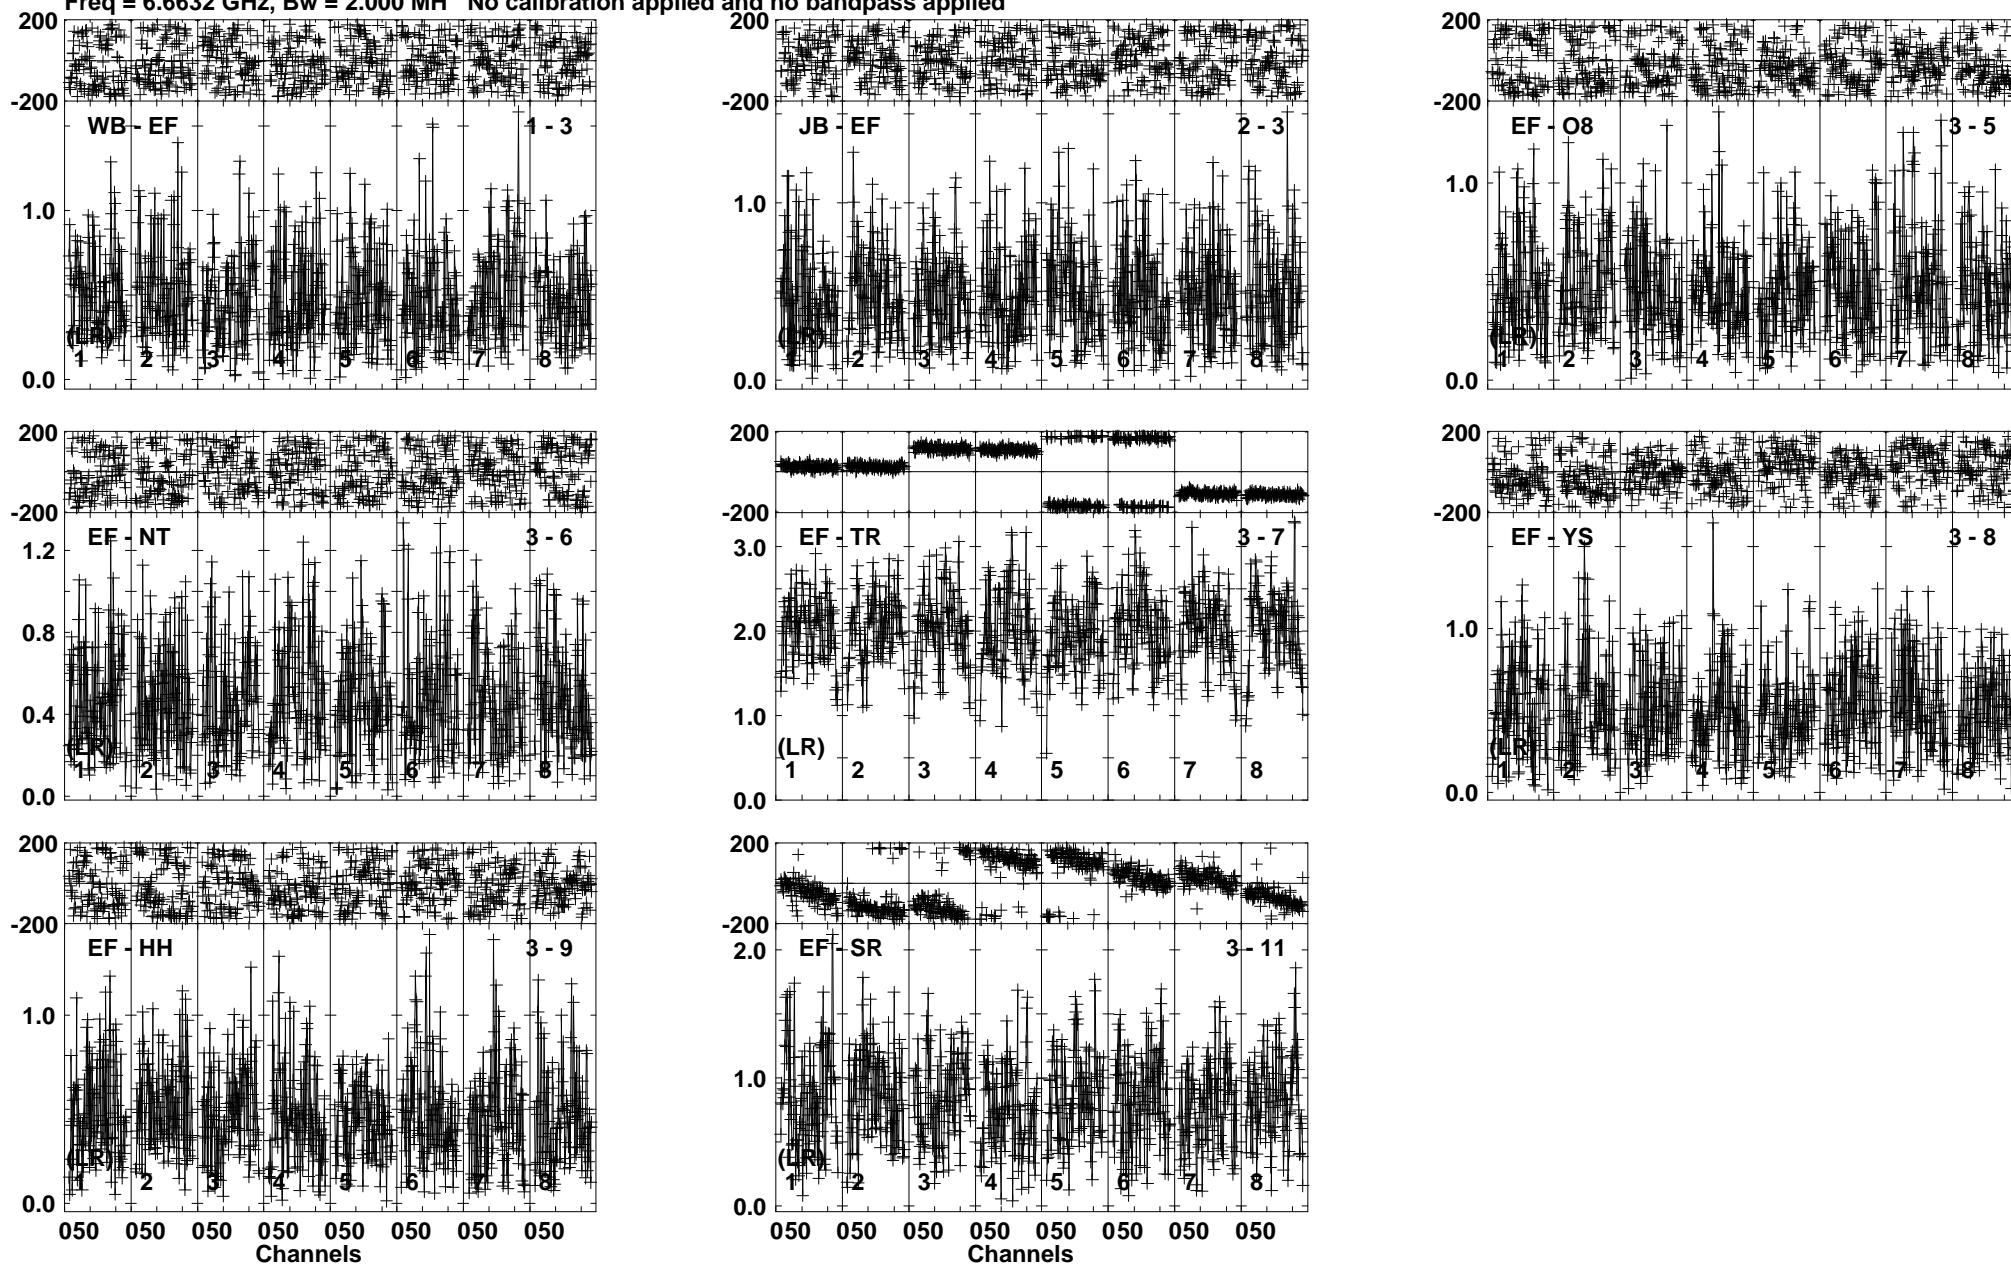 Freq = 6.6632 GHz, Bw = 2.000 MH No calibration applied and no bandpass applied
200
-200
WB - EF 1 - 3
1.0
0.0
(LR)
1 2 3 4 5 6 7 8
200
-200
JB - EF 2 - 3
1.0
0.0
(LR)
1 2 3 4 5 6 7 8
200
-200
EF - O8 3 - 5
1.0
0.0
(LR)
1 2 3 4 5 6 7 8
200
-200
EF - NT 3 - 6
1.2
0.8
0.4
0.0
(LR)
1 2 3 4 5 6 7 8
200
-200
EF - TR 3 - 7
3.0
2.0
1.0
0.0
(LR)
1 2 3 4 5 6 7 8
200
-200
EF - YS 3 - 8
1.0
0.0
(LR)
1 2 3 4 5 6 7 8
200
-200
EF - HH 3 - 9
1.0
0.0
(LR)
1 2 3 4 5 6 7 8
050 050 050 050 050 050 050 050
Channels
200
-200
EF - SR 3 - 11
2.0
1.0
0.0
(LR)
1 2 3 4 5 6 7 8
050 050 050 050 050 050 050 050
Channels